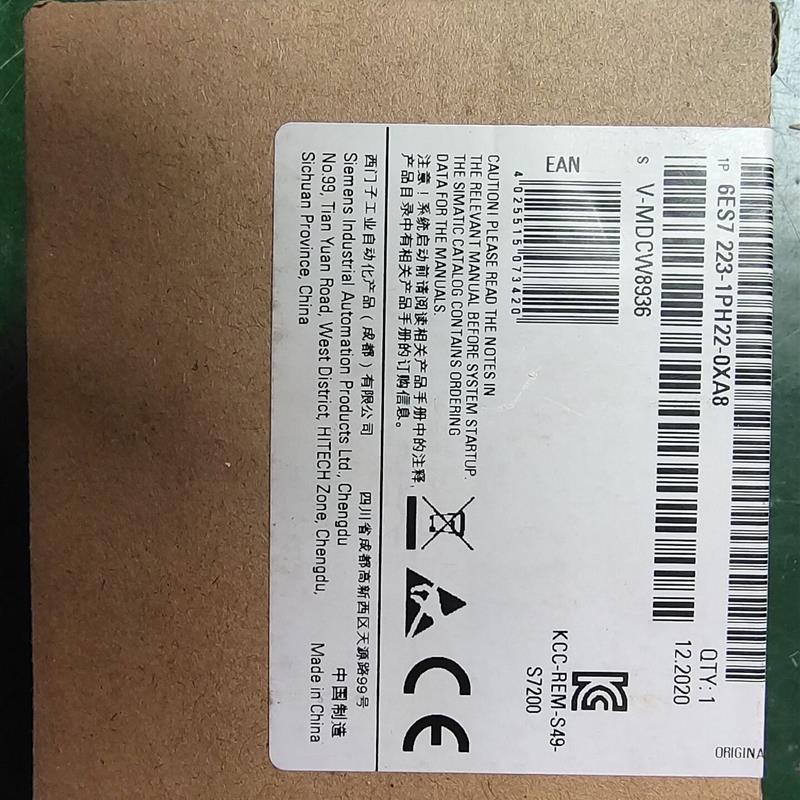 1P 6ES7 223-1PH22-0XA8
QTY: 1
S V-MDCW8936
12.2020
EAN
4 025515 073420
KCC-REM-S49-
S7200
CAUTION! PLEASE READ THE NOTES IN
THE RELEVANT MANUAL BEFORE SYSTEM STARTUP.
THE SIMATIC CATALOG CONTAINS ORDERING
DATA FOR THE MANUALS.
注意！系统启动前请阅读相关产品手册中的注释，
产品目录中有相关产品手册的订购信息。
CE
西门子工业自动化产品（成都）有限公司 四川省成都高新西区天源路99号
Siemens Industrial Automation Products Ltd., Chengdu
No.99, Tian Yuan Road, West District, HITECH Zone, Chengdu,
Sichuan Province, China
中国制造
Made in China